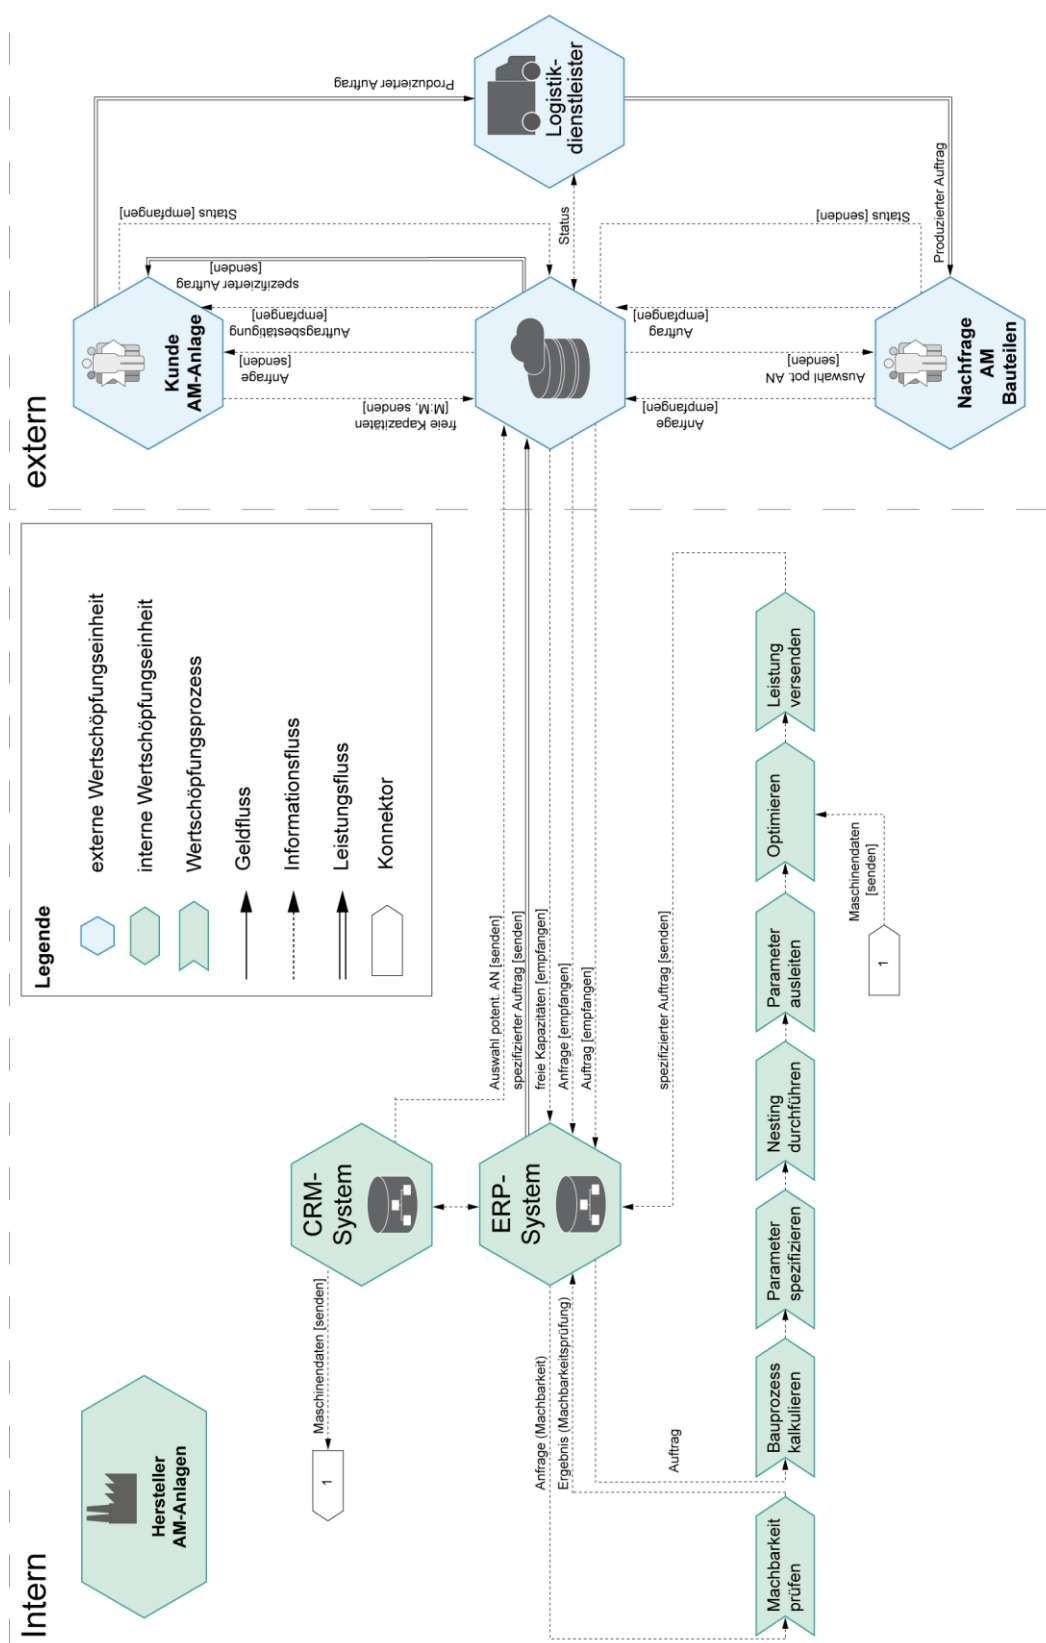 Intern
extern
Hersteller
AM-Anlagen
Legende
externe Wertschöpfungseinheit
interne Wertschöpfungseinheit
Wertschöpfungsprozess
Geldfluss
Informationsfluss
Leistungsfluss
Konnektor
Kunde
AM-Anlage
Logistik-
dienstleister
Nachfrage
AM
Bauteilen
Produzierter Auftrag
Status [empfangen]
spezifizierter Auftrag
[senden]
Auftragsbestätigung
[empfangen]
Anfrage
[senden]
freie Kapazitäten
[M:M, senden]
Status
Status [senden]
Produzierter Auftrag
Auftrag
[empfangen]
Auswahl pot. AN
[senden]
Anfrage
[empfangen]
CRM-
System
ERP-
System
Maschinendaten [senden]
1
Auswahl potent. AN [senden]
spezifizierter Auftrag [senden]
freie Kapazitäten [empfangen]
Anfrage [empfangen]
Auftrag [empfangen]
spezifizierter Auftrag [senden]
Anfrage (Machbarkeit)
Ergebnis (Machbarkeitsprüfung)
Auftrag
Machbarkeit
prüfen
Bauprozess
kalkulieren
Parameter
spezifizieren
Nesting
durchführen
Parameter
ausleiten
Optimieren
Leistung
versenden
Maschinendaten
[senden]
1